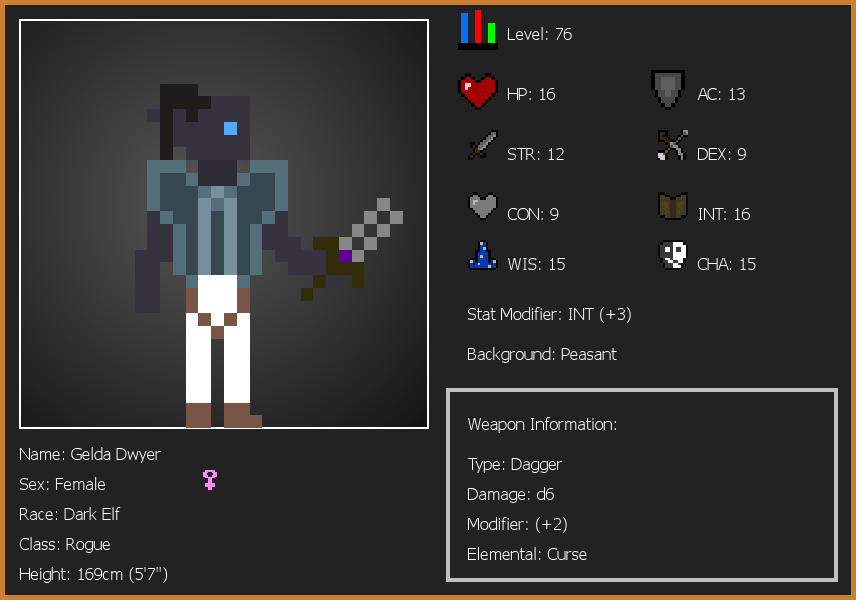 Level: 76
HP: 16
AC: 13
STR: 12
DEX: 9
CON: 9
INT: 16
WIS: 15
CHA: 15
Stat Modifier: INT (+3)
Background: Peasant
Weapon Information:
Type: Dagger
Damage: d6
Modifier: (+2)
Elemental: Curse
Name: Gelda Dwyer
Sex: Female
Race: Dark Elf
Class: Rogue
Height: 169cm (5'7")